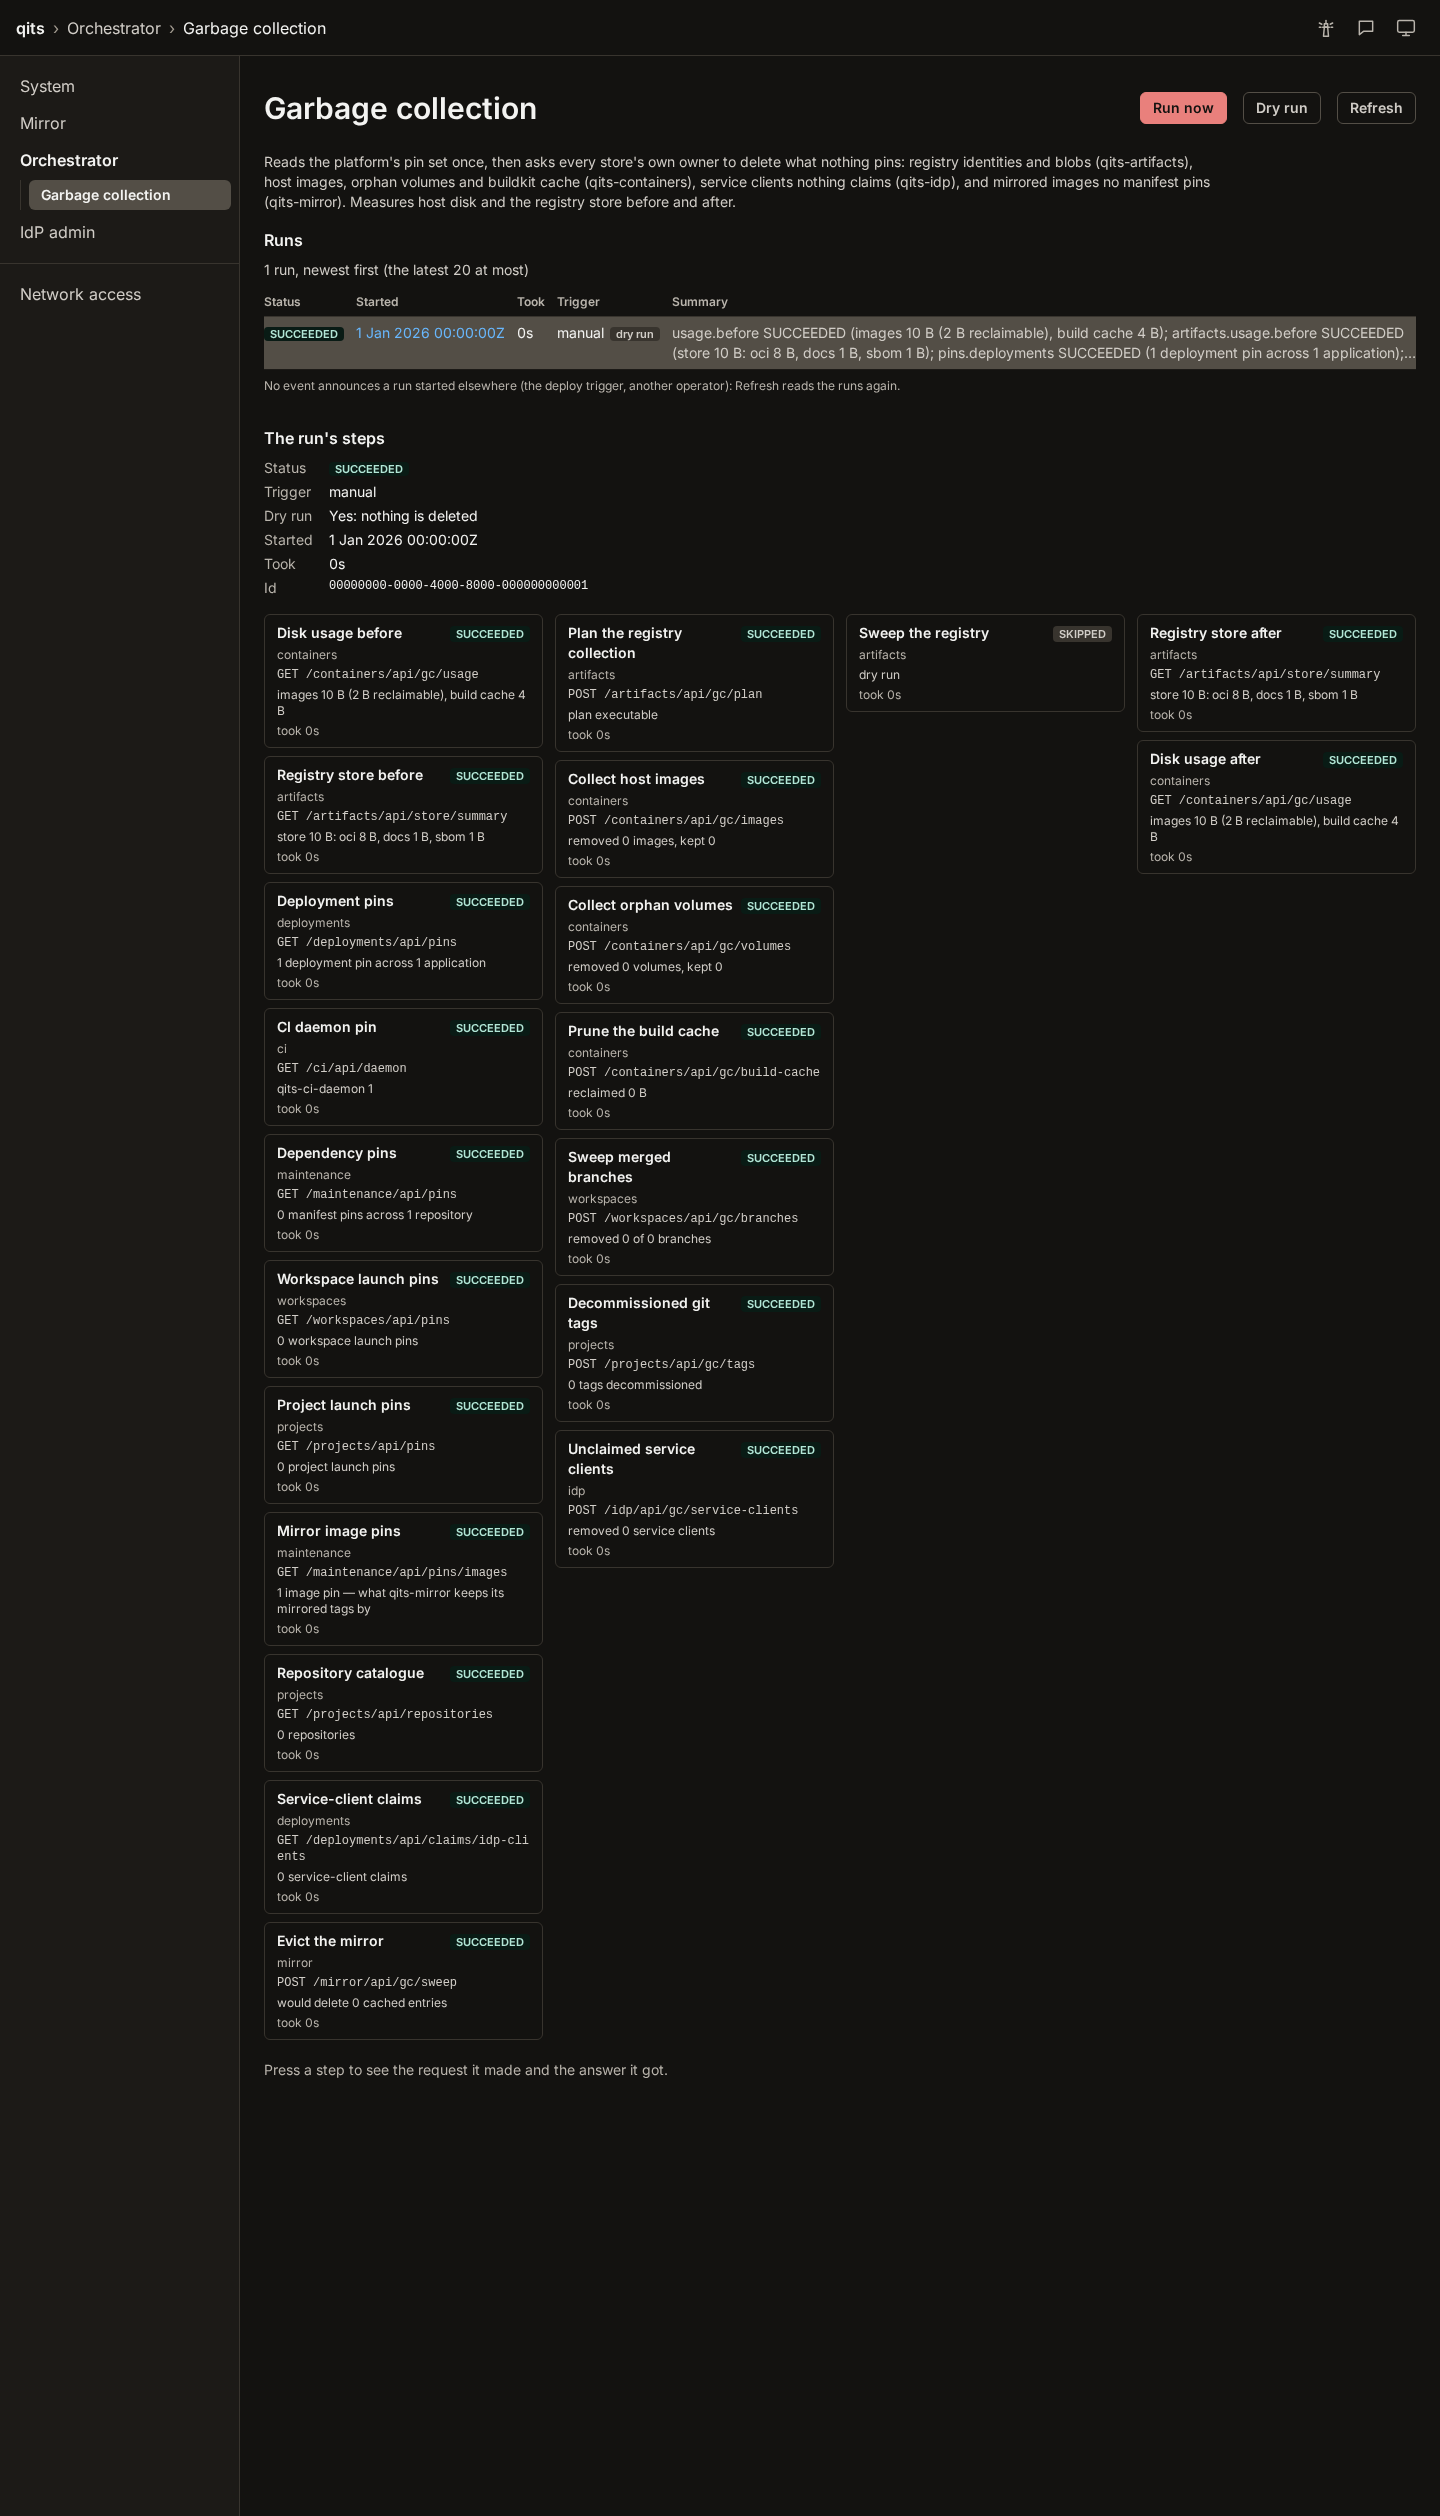 qits › Orchestrator › Garbage collection
System
Mirror
Orchestrator
Garbage collection
IdP admin
Network access
Garbage collection
Run now
Dry run
Refresh
Reads the platform's pin set once, then asks every store's own owner to delete what nothing pins: registry identities and blobs (qits-artifacts),
host images, orphan volumes and buildkit cache (qits-containers), service clients nothing claims (qits-idp), and mirrored images no manifest pins
(qits-mirror). Measures host disk and the registry store before and after.
Runs
1 run, newest first (the latest 20 at most)
Status Started Took Trigger Summary
SUCCEEDED 1 Jan 2026 00:00:00Z 0s manual dry run usage.before SUCCEEDED (images 10 B (2 B reclaimable), build cache 4 B); artifacts.usage.before SUCCEEDED
(store 10 B: oci 8 B, docs 1 B, sbom 1 B); pins.deployments SUCCEEDED (1 deployment pin across 1 application);...
No event announces a run started elsewhere (the deploy trigger, another operator): Refresh reads the runs again.
The run's steps
Status SUCCEEDED
Trigger manual
Dry run Yes: nothing is deleted
Started 1 Jan 2026 00:00:00Z
Took 0s
Id 00000000-0000-4000-8000-000000000001
Disk usage before SUCCEEDED
containers
GET /containers/api/gc/usage
images 10 B (2 B reclaimable), build cache 4
B
took 0s
Registry store before SUCCEEDED
artifacts
GET /artifacts/api/store/summary
store 10 B: oci 8 B, docs 1 B, sbom 1 B
took 0s
Deployment pins SUCCEEDED
deployments
GET /deployments/api/pins
1 deployment pin across 1 application
took 0s
CI daemon pin SUCCEEDED
ci
GET /ci/api/daemon
qits-ci-daemon 1
took 0s
Dependency pins SUCCEEDED
maintenance
GET /maintenance/api/pins
0 manifest pins across 1 repository
took 0s
Workspace launch pins SUCCEEDED
workspaces
GET /workspaces/api/pins
0 workspace launch pins
took 0s
Project launch pins SUCCEEDED
projects
GET /projects/api/pins
0 project launch pins
took 0s
Mirror image pins SUCCEEDED
maintenance
GET /maintenance/api/pins/images
1 image pin — what qits-mirror keeps its
mirrored tags by
took 0s
Repository catalogue SUCCEEDED
projects
GET /projects/api/repositories
0 repositories
took 0s
Service-client claims SUCCEEDED
deployments
GET /deployments/api/claims/idp-cli
ents
0 service-client claims
took 0s
Evict the mirror SUCCEEDED
mirror
POST /mirror/api/gc/sweep
would delete 0 cached entries
took 0s
Plan the registry SUCCEEDED
collection
artifacts
POST /artifacts/api/gc/plan
plan executable
took 0s
Collect host images SUCCEEDED
containers
POST /containers/api/gc/images
removed 0 images, kept 0
took 0s
Collect orphan volumes SUCCEEDED
containers
POST /containers/api/gc/volumes
removed 0 volumes, kept 0
took 0s
Prune the build cache SUCCEEDED
containers
POST /containers/api/gc/build-cache
reclaimed 0 B
took 0s
Sweep merged SUCCEEDED
branches
workspaces
POST /workspaces/api/gc/branches
removed 0 of 0 branches
took 0s
Decommissioned git SUCCEEDED
tags
projects
POST /projects/api/gc/tags
0 tags decommissioned
took 0s
Unclaimed service SUCCEEDED
clients
idp
POST /idp/api/gc/service-clients
removed 0 service clients
took 0s
Sweep the registry SKIPPED
artifacts
dry run
took 0s
Registry store after SUCCEEDED
artifacts
GET /artifacts/api/store/summary
store 10 B: oci 8 B, docs 1 B, sbom 1 B
took 0s
Disk usage after SUCCEEDED
containers
GET /containers/api/gc/usage
images 10 B (2 B reclaimable), build cache 4
B
took 0s
Press a step to see the request it made and the answer it got.